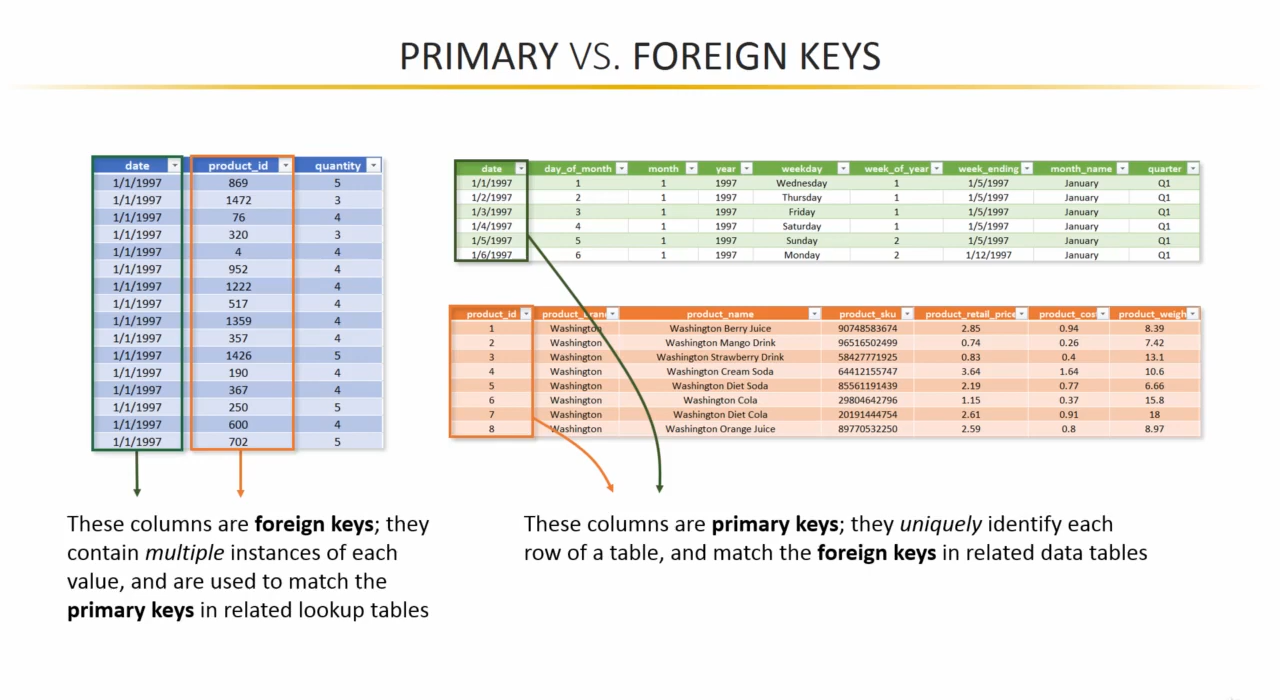 PRIMARY VS. FOREIGN KEYS
date product_id quantity
1/1/1997 869 5
1/1/1997 1472 3
1/1/1997 76 4
1/1/1997 320 3
1/1/1997 4 4
1/1/1997 952 4
1/1/1997 1222 4
1/1/1997 517 4
1/1/1997 1359 4
1/1/1997 357 4
1/1/1997 1426 5
1/1/1997 190 4
1/1/1997 367 4
1/1/1997 250 5
1/1/1997 600 4
1/1/1997 702 5
date day_of_month month year weekday week_of_year week_ending month_name quarter
1/1/1997 1 1 1997 Wednesday 1 1/5/1997 January Q1
1/2/1997 2 1 1997 Thursday 1 1/5/1997 January Q1
1/3/1997 3 1 1997 Friday 1 1/5/1997 January Q1
1/4/1997 4 1 1997 Saturday 1 1/5/1997 January Q1
1/5/1997 5 1 1997 Sunday 2 1/5/1997 January Q1
1/6/1997 6 1 1997 Monday 2 1/12/1997 January Q1
product_id product_brand product_name product_sku product_retail_price product_cost product_weigh
1 Washington Washington Berry Juice 90748583674 2.85 0.94 8.39
2 Washington Washington Mango Drink 96516502499 0.74 0.26 7.42
3 Washington Washington Strawberry Drink 58427771925 0.83 0.4 13.1
4 Washington Washington Cream Soda 64412155747 3.64 1.64 10.6
5 Washington Washington Diet Soda 85561191439 2.19 0.77 6.66
6 Washington Washington Cola 29804642796 1.15 0.37 15.8
7 Washington Washington Diet Cola 20191444754 2.61 0.91 18
8 Washington Washington Orange Juice 89770532250 2.59 0.8 8.97
These columns are foreign keys; they
contain multiple instances of each
value, and are used to match the
primary keys in related lookup tables
These columns are primary keys; they uniquely identify each
row of a table, and match the foreign keys in related data tables